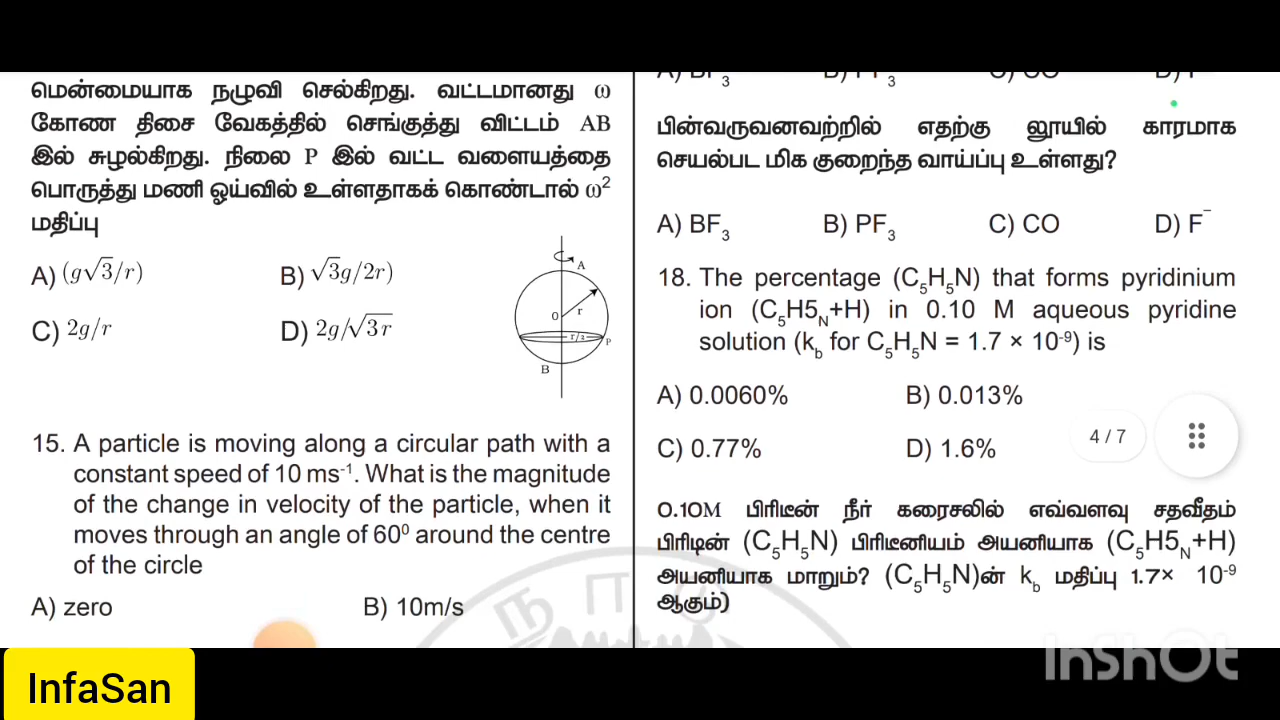 மென்மையாக நழுவி செல்கிறது. வட்டமானது ω
கோண திசை வேகத்தில் செங்குத்து விட்டம் AB
இல் சுழல்கிறது. நிலை P இல் வட்ட வளையத்தை
பொருத்து மணி ஓய்வில் உள்ளதாகக் கொண்டால் ω²
மதிப்பு
A) (g√3/r) B) √3g/2r)
C) 2g/r D) 2g/√3r
A
O r
r/2 P
B
15. A particle is moving along a circular path with a
constant speed of 10 ms⁻¹. What is the magnitude
of the change in velocity of the particle, when it
moves through an angle of 60⁰ around the centre
of the circle
A) zero B) 10m/s
பின்வருவனவற்றில் எதற்கு லூயில் காரமாக
செயல்பட மிக குறைந்த வாய்ப்பு உள்ளது?
A) BF₃ B) PF₃ C) CO D) F⁻
18. The percentage (C₅H₅N) that forms pyridinium
ion (C₅H5ₙ+H) in 0.10 M aqueous pyridine
solution (k_b for C₅H₅N = 1.7 × 10⁻⁹) is
A) 0.0060% B) 0.013%
C) 0.77% D) 1.6%
4 / 7
0.10M பிரிடீன் நீர் கரைசலில் எவ்வளவு சதவீதம்
பிரிடின் (C₅H₅N) பிரிடீனியம் அயனியாக (C₅H5ₙ+H)
அயனியாக மாறும்? (C₅H₅N)ன் k_b மதிப்பு 1.7× 10⁻⁹
ஆகும்)
InShOt
InfaSan